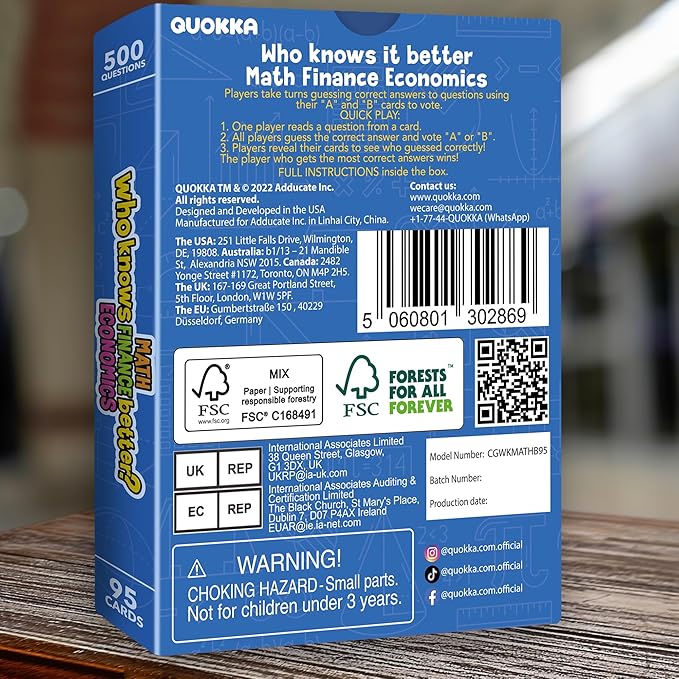 QUOKKA
Who knows it better
Math Finance Economics
Players take turns guessing correct answers to questions using
their "A" and "B" cards to vote.
QUICK PLAY:
1. One player reads a question from a card.
2. All players guess the correct answer and vote "A" or "B".
3. Players reveal their cards to see who guessed correctly!
The player who gets the most correct answers wins!
FULL INSTRUCTIONS inside the box.
QUOKKA TM & © 2022 Adducate Inc.
All rights reserved.
Designed and Developed in the USA
Manufactured for Adducate Inc. in Linhai City, China.
Contact us:
www.quokka.com
wecare@quokka.com
+1-77-44-QUOKKA (WhatsApp)
The USA: 251 Little Falls Drive, Wilmington,
DE, 19808. Australia: b1/13 – 21 Mandible
St, Alexandria NSW 2015. Canada: 2482
Yonge Street #1172, Toronto, ON M4P 2H5.
The UK: 167-169 Great Portland Street,
5th Floor, London, W1W 5PF.
The EU: Gumbertstraße 150 , 40229
Düsseldorf, Germany
5 060801 302869
FSC
www.fsc.org
MIX
Paper | Supporting
responsible forestry
FSC® C168491
FSC
FORESTS
FOR ALL
FOREVER™
UK REP
International Associates Limited
38 Queen Street, Glasgow,
G1 3DX, UK
UKRP@ia-uk.com
EC REP
International Associates Auditing &
Certification Limited
The Black Church, St Mary's Place,
Dublin 7, D07 P4AX Ireland
EUAR@ie.ia-net.com
Model Number: CGWKMATHB95
Batch Number:
Production date:
@quokka.com.official
@quokka.com.official
@quokka.com.official
WARNING!
CHOKING HAZARD-Small parts.
Not for children under 3 years.
500
QUESTIONS
who knows better?
MATH
FINANCE
ECONOMICS
95
CARDS